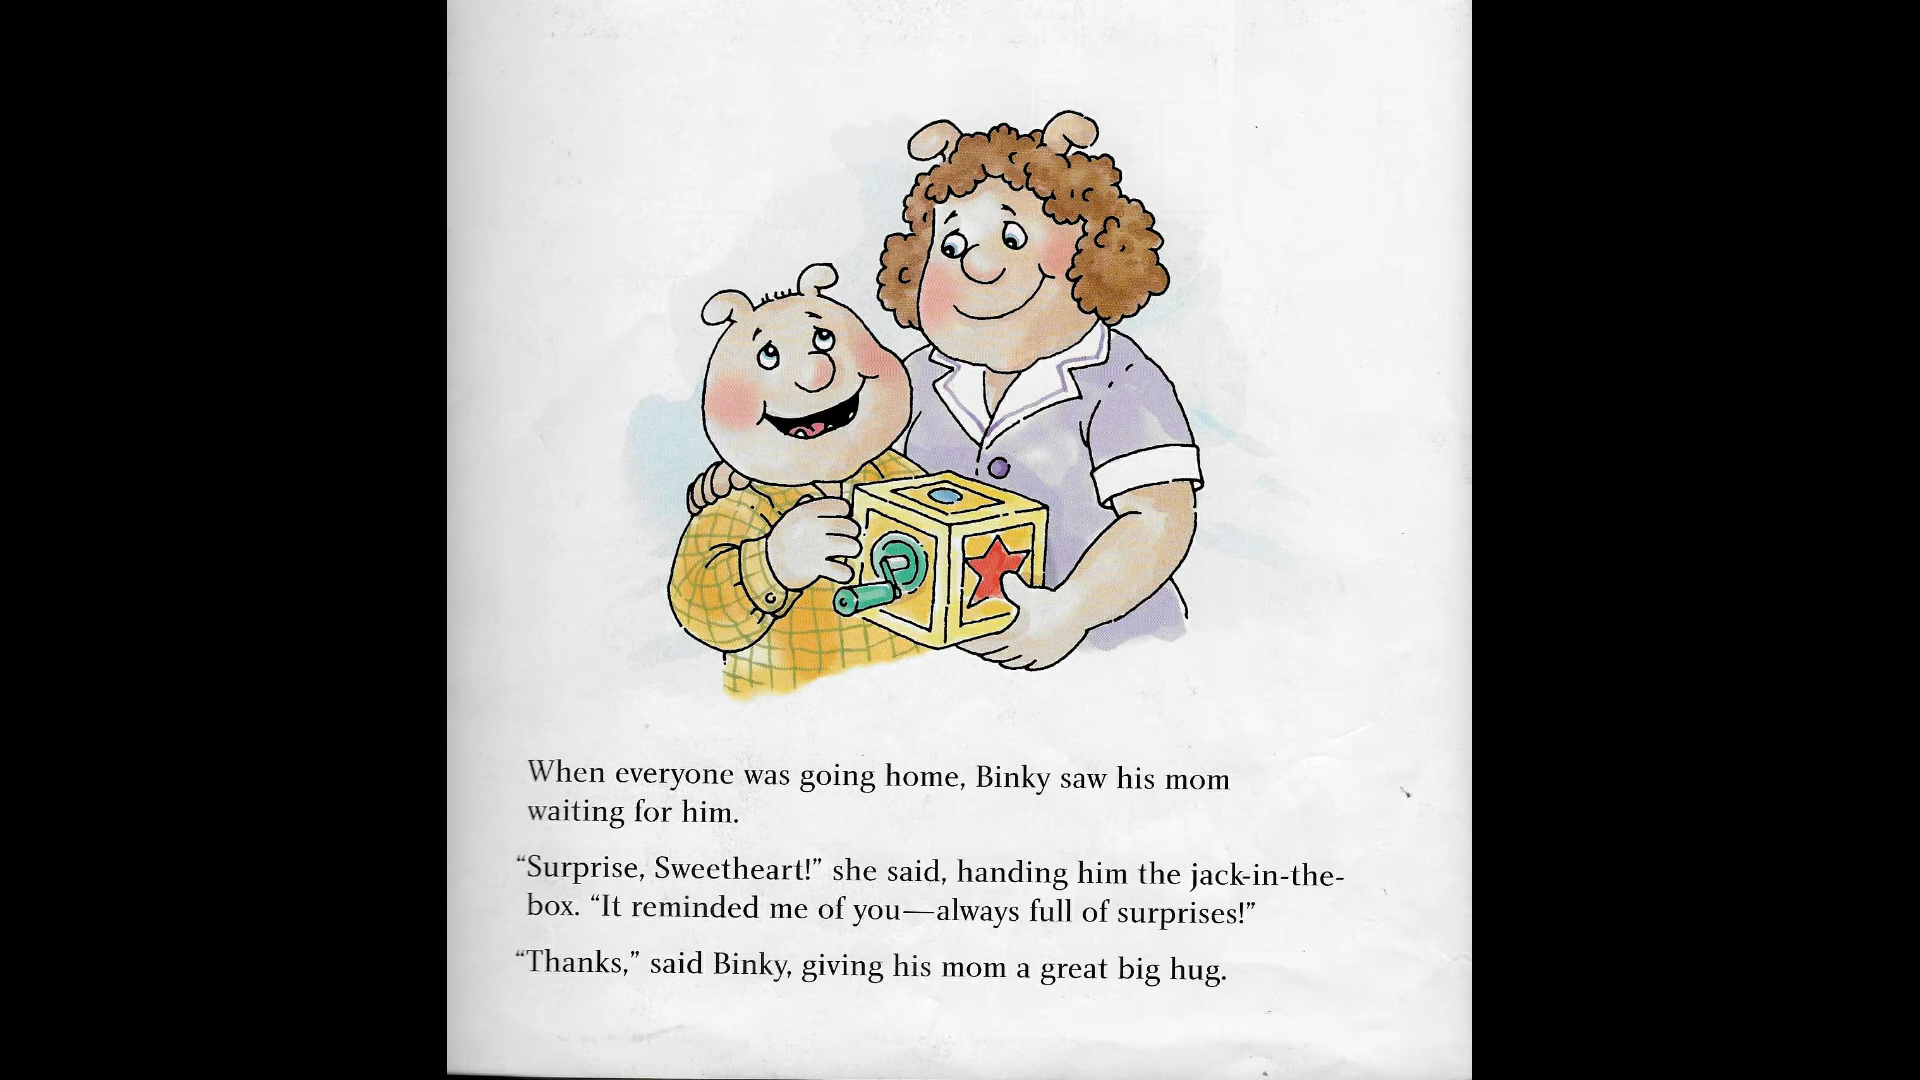 When everyone was going home, Binky saw his mom
waiting for him.
“Surprise, Sweetheart!” she said, handing him the jack-in-the-
box. “It reminded me of you—always full of surprises!”
“Thanks,” said Binky, giving his mom a great big hug.